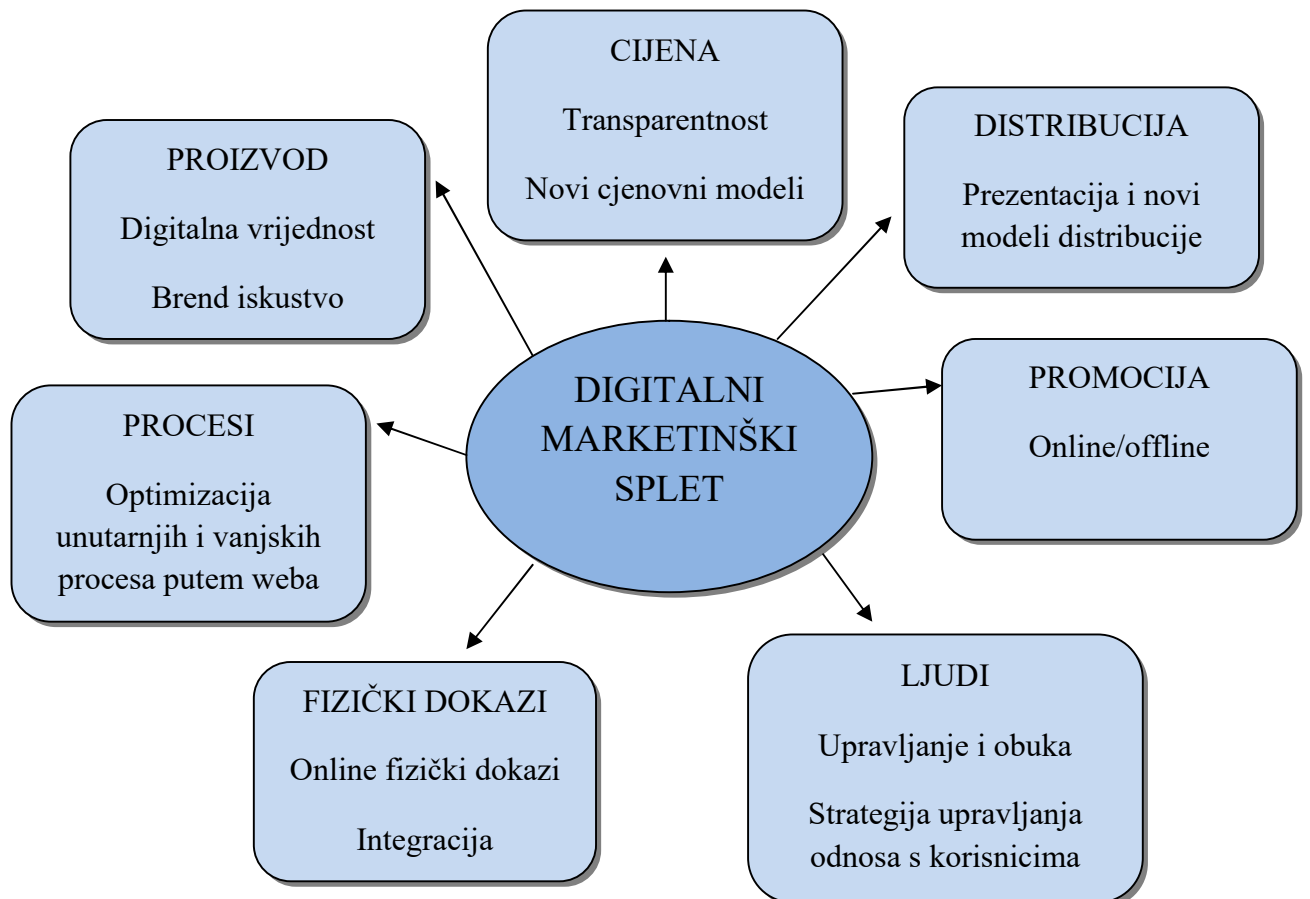 CIJENA
Transparentnost
Novi cjenovni modeli
DISTRIBUCIJA
Prezentacija i novi
modeli distribucije
PROIZVOD
Digitalna vrijednost
Brend iskustvo
PROMOCIJA
Online/offline
DIGITALNI
MARKETINŠKI
SPLET
PROCESI
Optimizacija
unutarnjih i vanjskih
procesa putem weba
FIZIČKI DOKAZI
Online fizički dokazi
Integracija
LJUDI
Upravljanje i obuka
Strategija upravljanja
odnosa s korisnicima